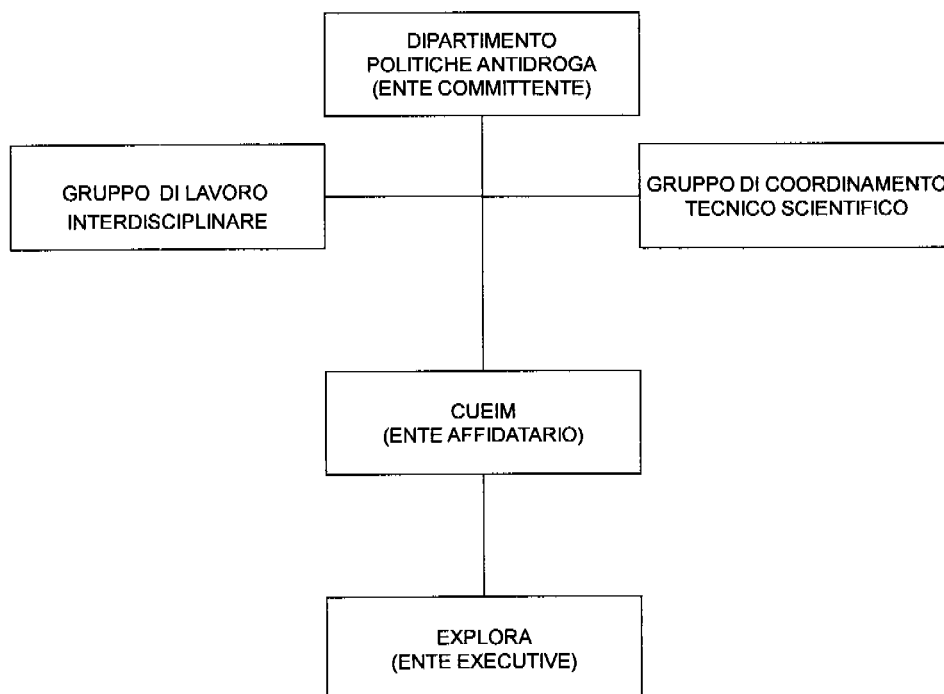 DIPARTIMENTO
POLITICHE ANTIDROGA
(ENTE COMMITTENTE)
GRUPPO DI LAVORO
INTERDISCIPLINARE
GRUPPO DI COORDINAMENTO
TECNICO SCIENTIFICO
CUEIM
(ENTE AFFIDATARIO)
EXPLORA
(ENTE EXECUTIVE)